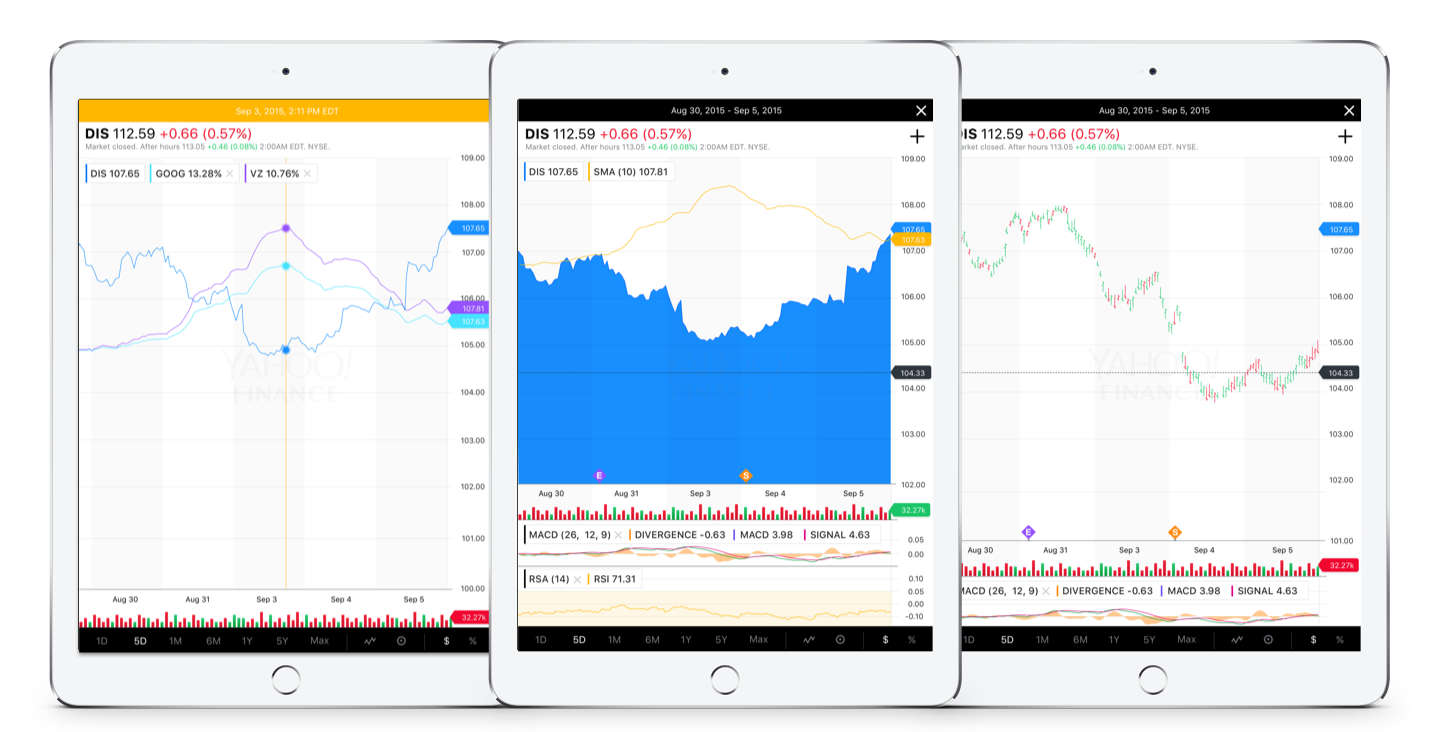 Sep 3, 2015, 2:11 PM EDT
DIS 112.59 +0.66 (0.57%)
Market closed. After hours 113.05 +0.46 (0.08%) 2:00AM EDT. NYSE.
DIS 107.65 GOOG 13.28% × VZ 10.76% ×
109.00
108.00
107.65
107.00
106.00
107.81
107.63
105.00
104.00
103.00
102.00
101.00
100.00
YAHOO!
FINANCE
Aug 30 Aug 31 Sep 3 Sep 4 Sep 5
32.27k
1D 5D 1M 6M 1Y 5Y Max $ %
Aug 30, 2015 - Sep 5, 2015 ×
DIS 112.59 +0.66 (0.57%) +
Market closed. After hours 113.05 +0.46 (0.08%) 2:00AM EDT. NYSE.
DIS 107.65 SMA (10) 107.81
109.00
108.00
107.65
107.63
107.00
106.00
105.00
104.33
104.00
103.00
102.00
YAHOO!
FINANCE
E S
Aug 30 Aug 31 Sep 3 Sep 4 Sep 5
32.27k
MACD (26, 12, 9) × DIVERGENCE -0.63 MACD 3.98 SIGNAL 4.63
0.05
0.00
RSA (14) × RSI 71.31
0.10
0.05
0.00
-0.10
1D 5D 1M 6M 1Y 5Y Max $ %
Aug 30, 2015 - Sep 5, 2015 ×
IS 112.59 +0.66 (0.57%) +
Market closed. After hours 113.05 +0.46 (0.08%) 2:00AM EDT. NYSE.
109.00
108.00
107.65
107.00
106.00
105.00
104.33
104.00
103.00
102.00
101.00
YAHOO!
FINANCE
E S
Aug 30 Aug 31 Sep 3 Sep 4 Sep 5
32.27k
MACD (26, 12, 9) × DIVERGENCE -0.63 MACD 3.98 SIGNAL 4.63
1D 5D 1M 6M 1Y 5Y Max $ %